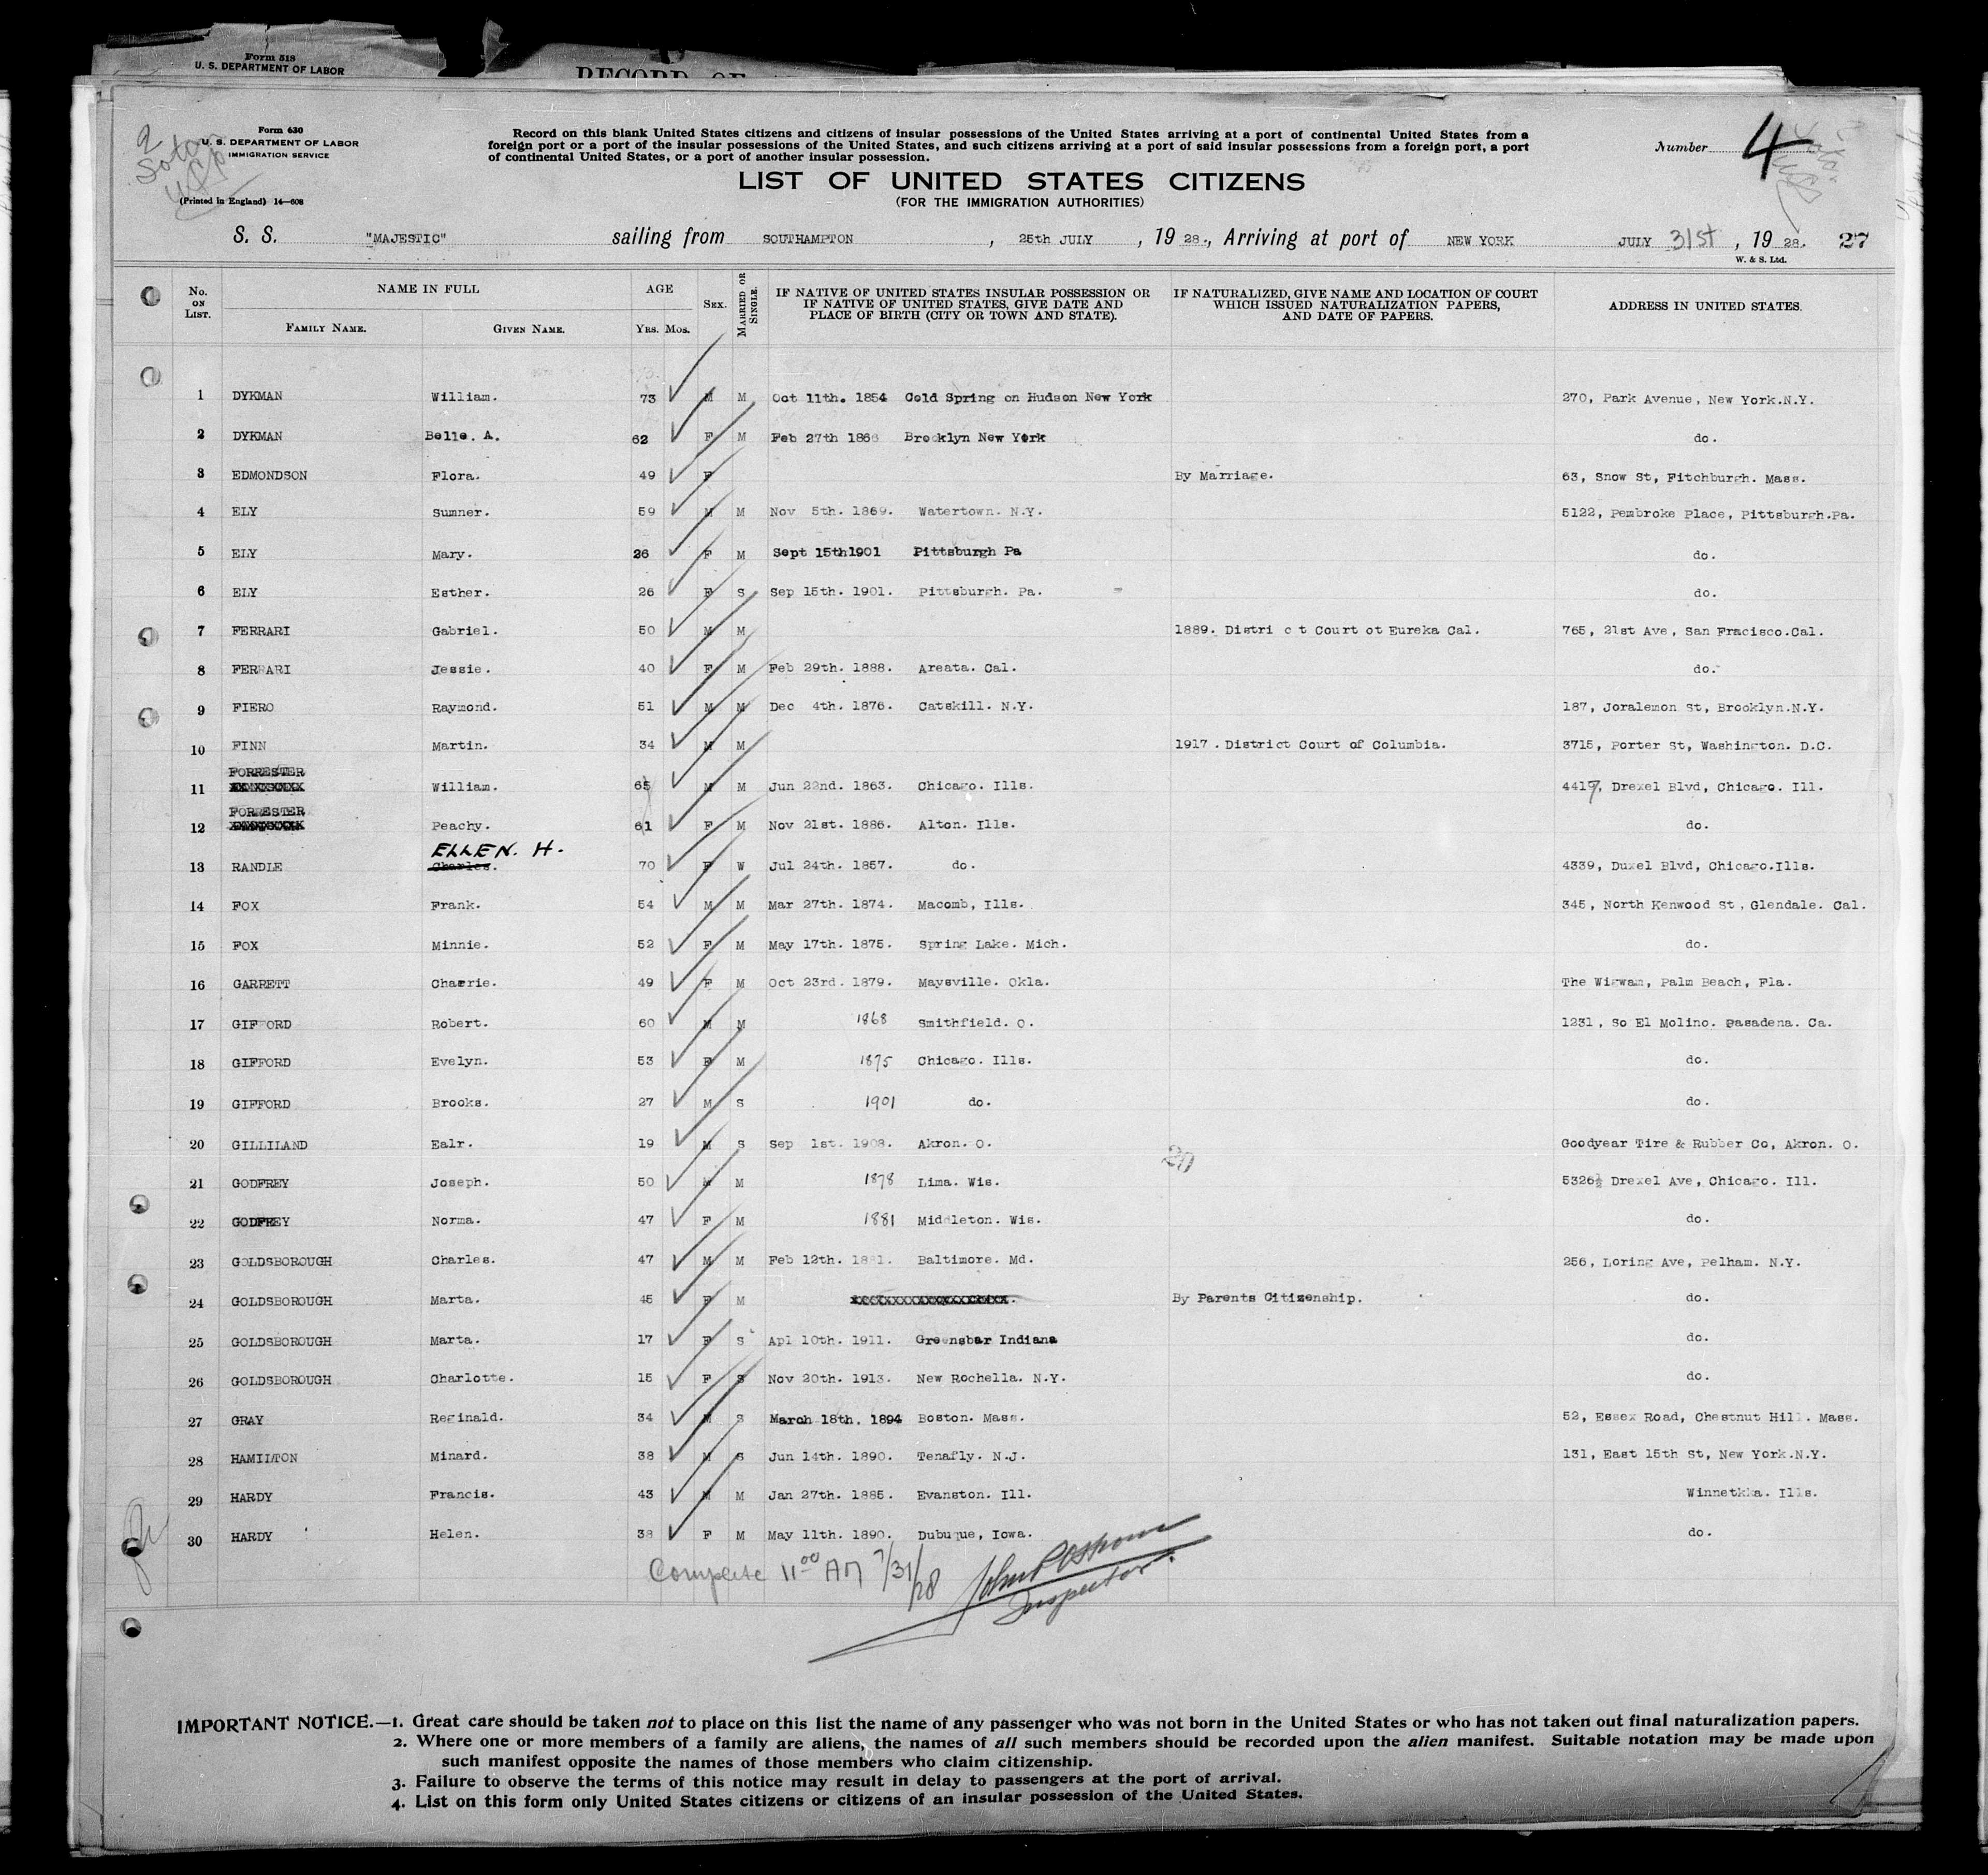 Form 518
U. S. DEPARTMENT OF LABOR
RECORD OF
2
Soton
Form 630
U. S. DEPARTMENT OF LABOR
IMMIGRATION SERVICE
(Printed in England) 14—608
Record on this blank United States citizens and citizens of insular possessions of the United States arriving at a port of continental United States from a
foreign port or a port of the insular possessions of the United States, and such citizens arriving at a port of said insular possessions from a foreign port, a port
of continental United States, or a port of another insular possession.
Number 4
LIST OF UNITED STATES CITIZENS
(FOR THE IMMIGRATION AUTHORITIES)
S. S. "MAJESTIC" sailing from SOUTHAMPTON, 25th JULY, 1928., Arriving at port of NEW YORK JULY 31st, 1928. 27
W. & S. Ltd.
No. ON LIST. NAME IN FULL FAMILY NAME. GIVEN NAME. AGE YRS. MOS. SEX. MARRIED OR SINGLE. IF NATIVE OF UNITED STATES INSULAR POSSESSION OR IF NATIVE OF UNITED STATES, GIVE DATE AND PLACE OF BIRTH (CITY OR TOWN AND STATE). IF NATURALIZED, GIVE NAME AND LOCATION OF COURT WHICH ISSUED NATURALIZATION PAPERS, AND DATE OF PAPERS. ADDRESS IN UNITED STATES.
1 DYKMAN William. 73 M M Oct 11th. 1854 Cold Spring on Hudson New York 270, Park Avenue, New York.N.Y.
2 DYKMAN Belle. A. 62 F M Feb 27th 1866 Brooklyn New York do.
3 EDMONDSON Flora. 49 F By Marriage. 63, Snow St, Fitchburgh. Mass.
4 ELY Sumner. 59 M M Nov 5th. 1869. Watertown. N.Y. 5122, Pembroke Place, Pittsburgh.Pa.
5 ELY Mary. 26 F M Sept 15th1901 Pittsburgh Pa do.
6 ELY Esther. 26 F S Sep 15th. 1901. Pittsburgh. Pa. do.
7 FERRARI Gabriel. 50 M M 1889. Distri c t Court ot Eureka Cal. 765, 21st Ave, San Fracisco.Cal.
8 FERRARI Jessie. 40 F M Feb 29th. 1888. Areata. Cal. do.
9 FIERO Raymond. 51 M M Dec 4th. 1876. Catskill. N.Y. 187, Joralemon St, Brooklyn.N.Y.
10 FINN Martin. 34 M M 1917. District Court of Columbia. 3715, Porter St, Washington. D.C.
11 FORRESTER William. 65 M M Jun 22nd. 1863. Chicago. Ills. 4417, Drexel Blvd, Chicago. Ill.
12 FORRESTER Peachy. 61 F M Nov 21st. 1886. Alton. Ills. do.
ELLEN. H.
13 RANDLE Charles. 70 F W Jul 24th. 1857. do. 4339, Duxel Blvd, Chicago.Ills.
14 FOX Frank. 54 M M Mar 27th. 1874. Macomb, Ills. 345, North Kenwood St, Glendale. Cal.
15 FOX Minnie. 52 F M May 17th. 1875. Spring Lake. Mich. do.
16 GARRETT Charrie. 49 F M Oct 23rd. 1879. Maysville. Okla. The Wigwam, Palm Beach, Fla.
17 GIFFORD Robert. 60 M M 1868 Smithfield. O. 1231, So El Molino. Pasadena. Ca.
18 GIFFORD Evelyn. 53 F M 1875 Chicago. Ills. do.
19 GIFFORD Brooks. 27 M S 1901 do. do.
20 GILLILAND Ealr. 19 M S Sep 1st. 1908. Akron. O. Goodyear Tire & Rubber Co, Akron. O.
20
21 GODFREY Joseph. 50 M M 1878 Lima. Wis. 5326½ Drexel Ave, Chicago. Ill.
22 GODFREY Norma. 47 F M 1881 Middleton. Wis. do.
23 GOLDSBOROUGH Charles. 47 M M Feb 12th. 1881. Baltimore. Md. 256, Loring Ave, Pelham. N.Y.
24 GOLDSBOROUGH Marta. 45 F M By Parents Citizenship. do.
25 GOLDSBOROUGH Marta. 17 F S Apl 10th. 1911. Greensbar Indiana do.
26 GOLDSBOROUGH Charlotte. 15 F S Nov 20th. 1913. New Rochella. N.Y. do.
27 GRAY Reginald. 34 M S March 18th. 1894 Boston. Mass. 52, Essex Road, Chestnut Hill. Mass.
28 HAMILTON Minard. 38 M S Jun 14th. 1890. Tenafly. N.J. 131, East 15th St, New York.N.Y.
29 HARDY Francis. 43 M M Jan 27th. 1885. Evanston. Ill. Winnetkka. Ills.
30 HARDY Helen. 38 F M May 11th. 1890. Dubuque, Iowa. do.
Complete 11 00 AM 7/31/28 John P Osborne
Inspector
IMPORTANT NOTICE.—1. Great care should be taken not to place on this list the name of any passenger who was not born in the United States or who has not taken out final naturalization papers.
2. Where one or more members of a family are aliens, the names of all such members should be recorded upon the alien manifest. Suitable notation may be made upon
such manifest opposite the names of those members who claim citizenship.
3. Failure to observe the terms of this notice may result in delay to passengers at the port of arrival.
4. List on this form only United States citizens or citizens of an insular possession of the United States.